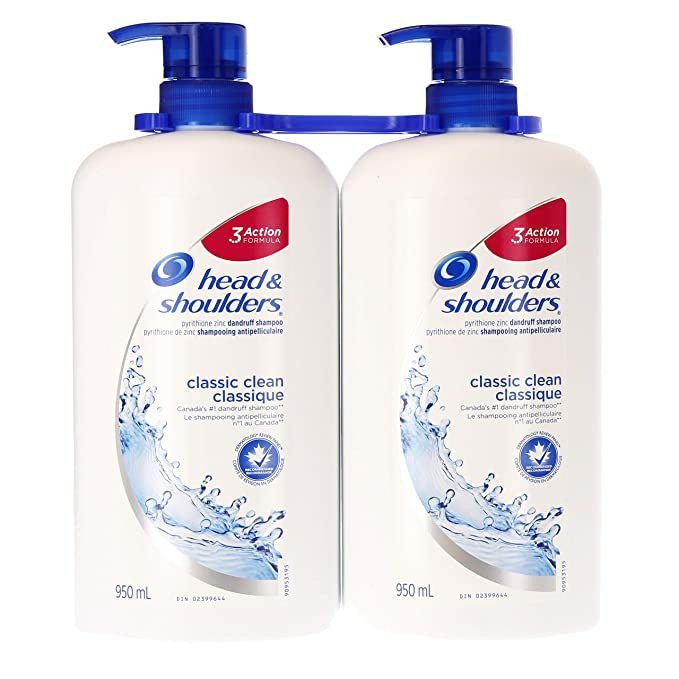 3 Action
FORMULA
head &
shoulders®
pyrithione zinc dandruff shampoo
pyrithione de zinc shampooing antipelliculaire
classic clean
classique
Canada's #1 dandruff shampoo**
Le shampooing antipelliculaire
n°1 au Canada**
950 mL
DIN 02399644
90953195
3 Action
FORMULA
head &
shoulders®
pyrithione zinc dandruff shampoo
pyrithione de zinc shampooing antipelliculaire
classic clean
classique
Canada's #1 dandruff shampoo**
Le shampooing antipelliculaire
n°1 au Canada**
950 mL
DIN 02399644
90953195